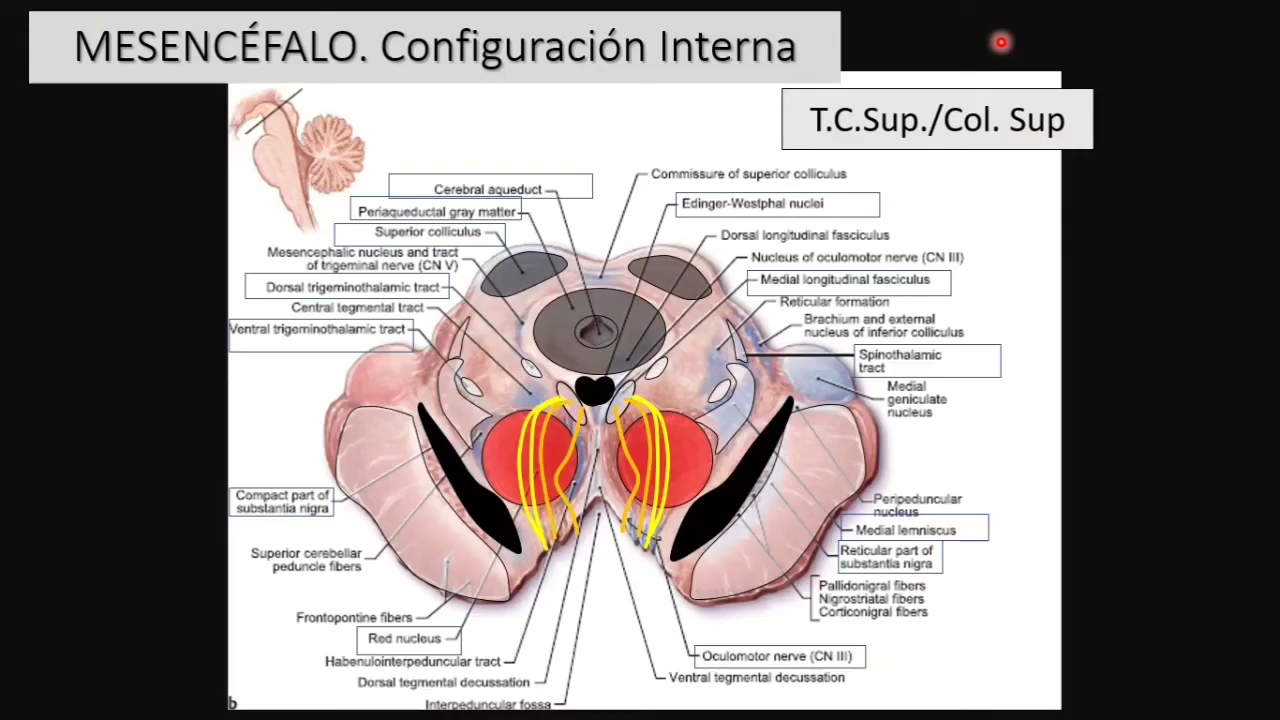 MESENCÉFALO. Configuración Interna
T.C.Sup./Col. Sup
Cerebral aqueduct
Periaqueductal gray matter
Superior colliculus
Mesencephalic nucleus and tract
of trigeminal nerve (CN V)
Dorsal trigeminothalamic tract
Central tegmental tract
Ventral trigeminothalamic tract
Compact part of
substantia nigra
Superior cerebellar
peduncle fibers
Frontopontine fibers
Red nucleus
Habenulointerpeduncular tract
Dorsal tegmental decussation
Interpeduncular fossa
Commissure of superior colliculus
Edinger-Westphal nuclei
Dorsal longitudinal fasciculus
Nucleus of oculomotor nerve (CN III)
Medial longitudinal fasciculus
Reticular formation
Brachium and external
nucleus of inferior colliculus
Spinothalamic
tract
Medial
geniculate
nucleus
Peripeduncular
nucleus
Medial lemniscus
Reticular part of
substantia nigra
Pallidonigral fibers
Nigrostriatal fibers
Corticonigral fibers
Oculomotor nerve (CN III)
Ventral tegmental decussation
b